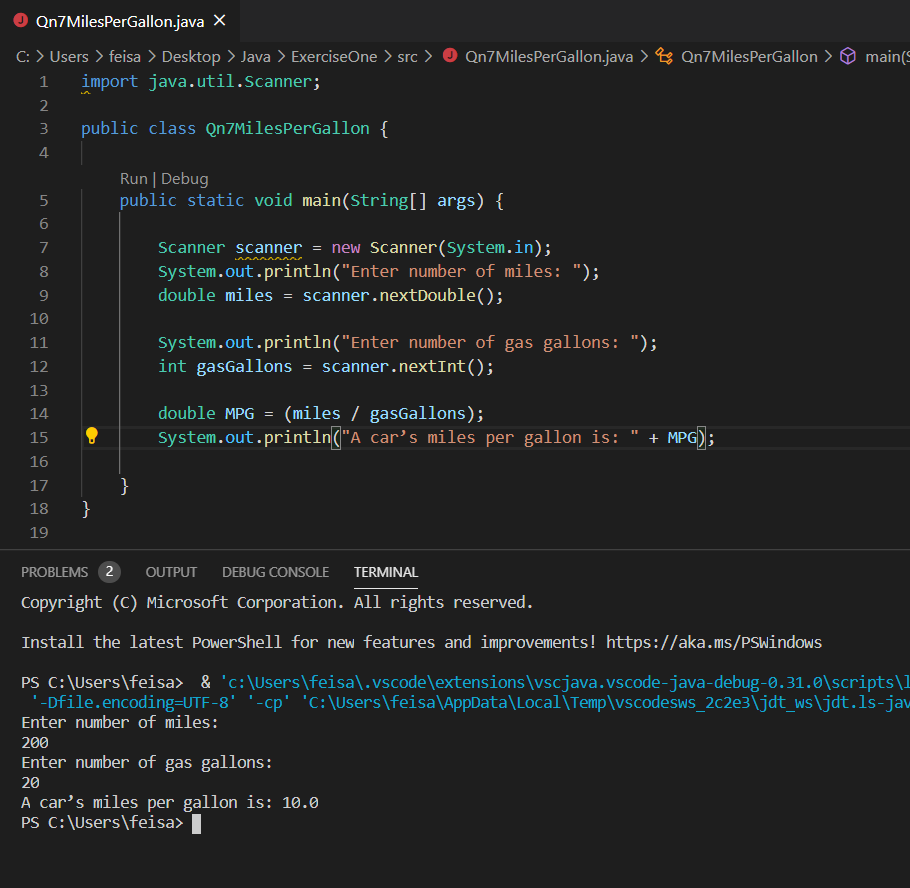 Qn7MilesPerGallon.java ×
C: > Users > feisa > Desktop > Java > ExerciseOne > src > Qn7MilesPerGallon.java > Qn7MilesPerGallon > main(S
1 import java.util.Scanner;
2
3 public class Qn7MilesPerGallon {
4
Run | Debug
5 public static void main(String[] args) {
6
7 Scanner scanner = new Scanner(System.in);
8 System.out.println("Enter number of miles: ");
9 double miles = scanner.nextDouble();
10
11 System.out.println("Enter number of gas gallons: ");
12 int gasGallons = scanner.nextInt();
13
14 double MPG = (miles / gasGallons);
15 System.out.println("A car’s miles per gallon is: " + MPG);
16
17 }
18 }
19
PROBLEMS 2 OUTPUT DEBUG CONSOLE TERMINAL
Copyright (C) Microsoft Corporation. All rights reserved.
Install the latest PowerShell for new features and improvements! https://aka.ms/PSWindows
PS C:\Users\feisa> & 'c:\Users\feisa\.vscode\extensions\vscjava.vscode-java-debug-0.31.0\scripts\l
'-Dfile.encoding=UTF-8' '-cp' 'C:\Users\feisa\AppData\Local\Temp\vscodesws_2c2e3\jdt_ws\jdt.ls-jav
Enter number of miles:
200
Enter number of gas gallons:
20
A car’s miles per gallon is: 10.0
PS C:\Users\feisa>